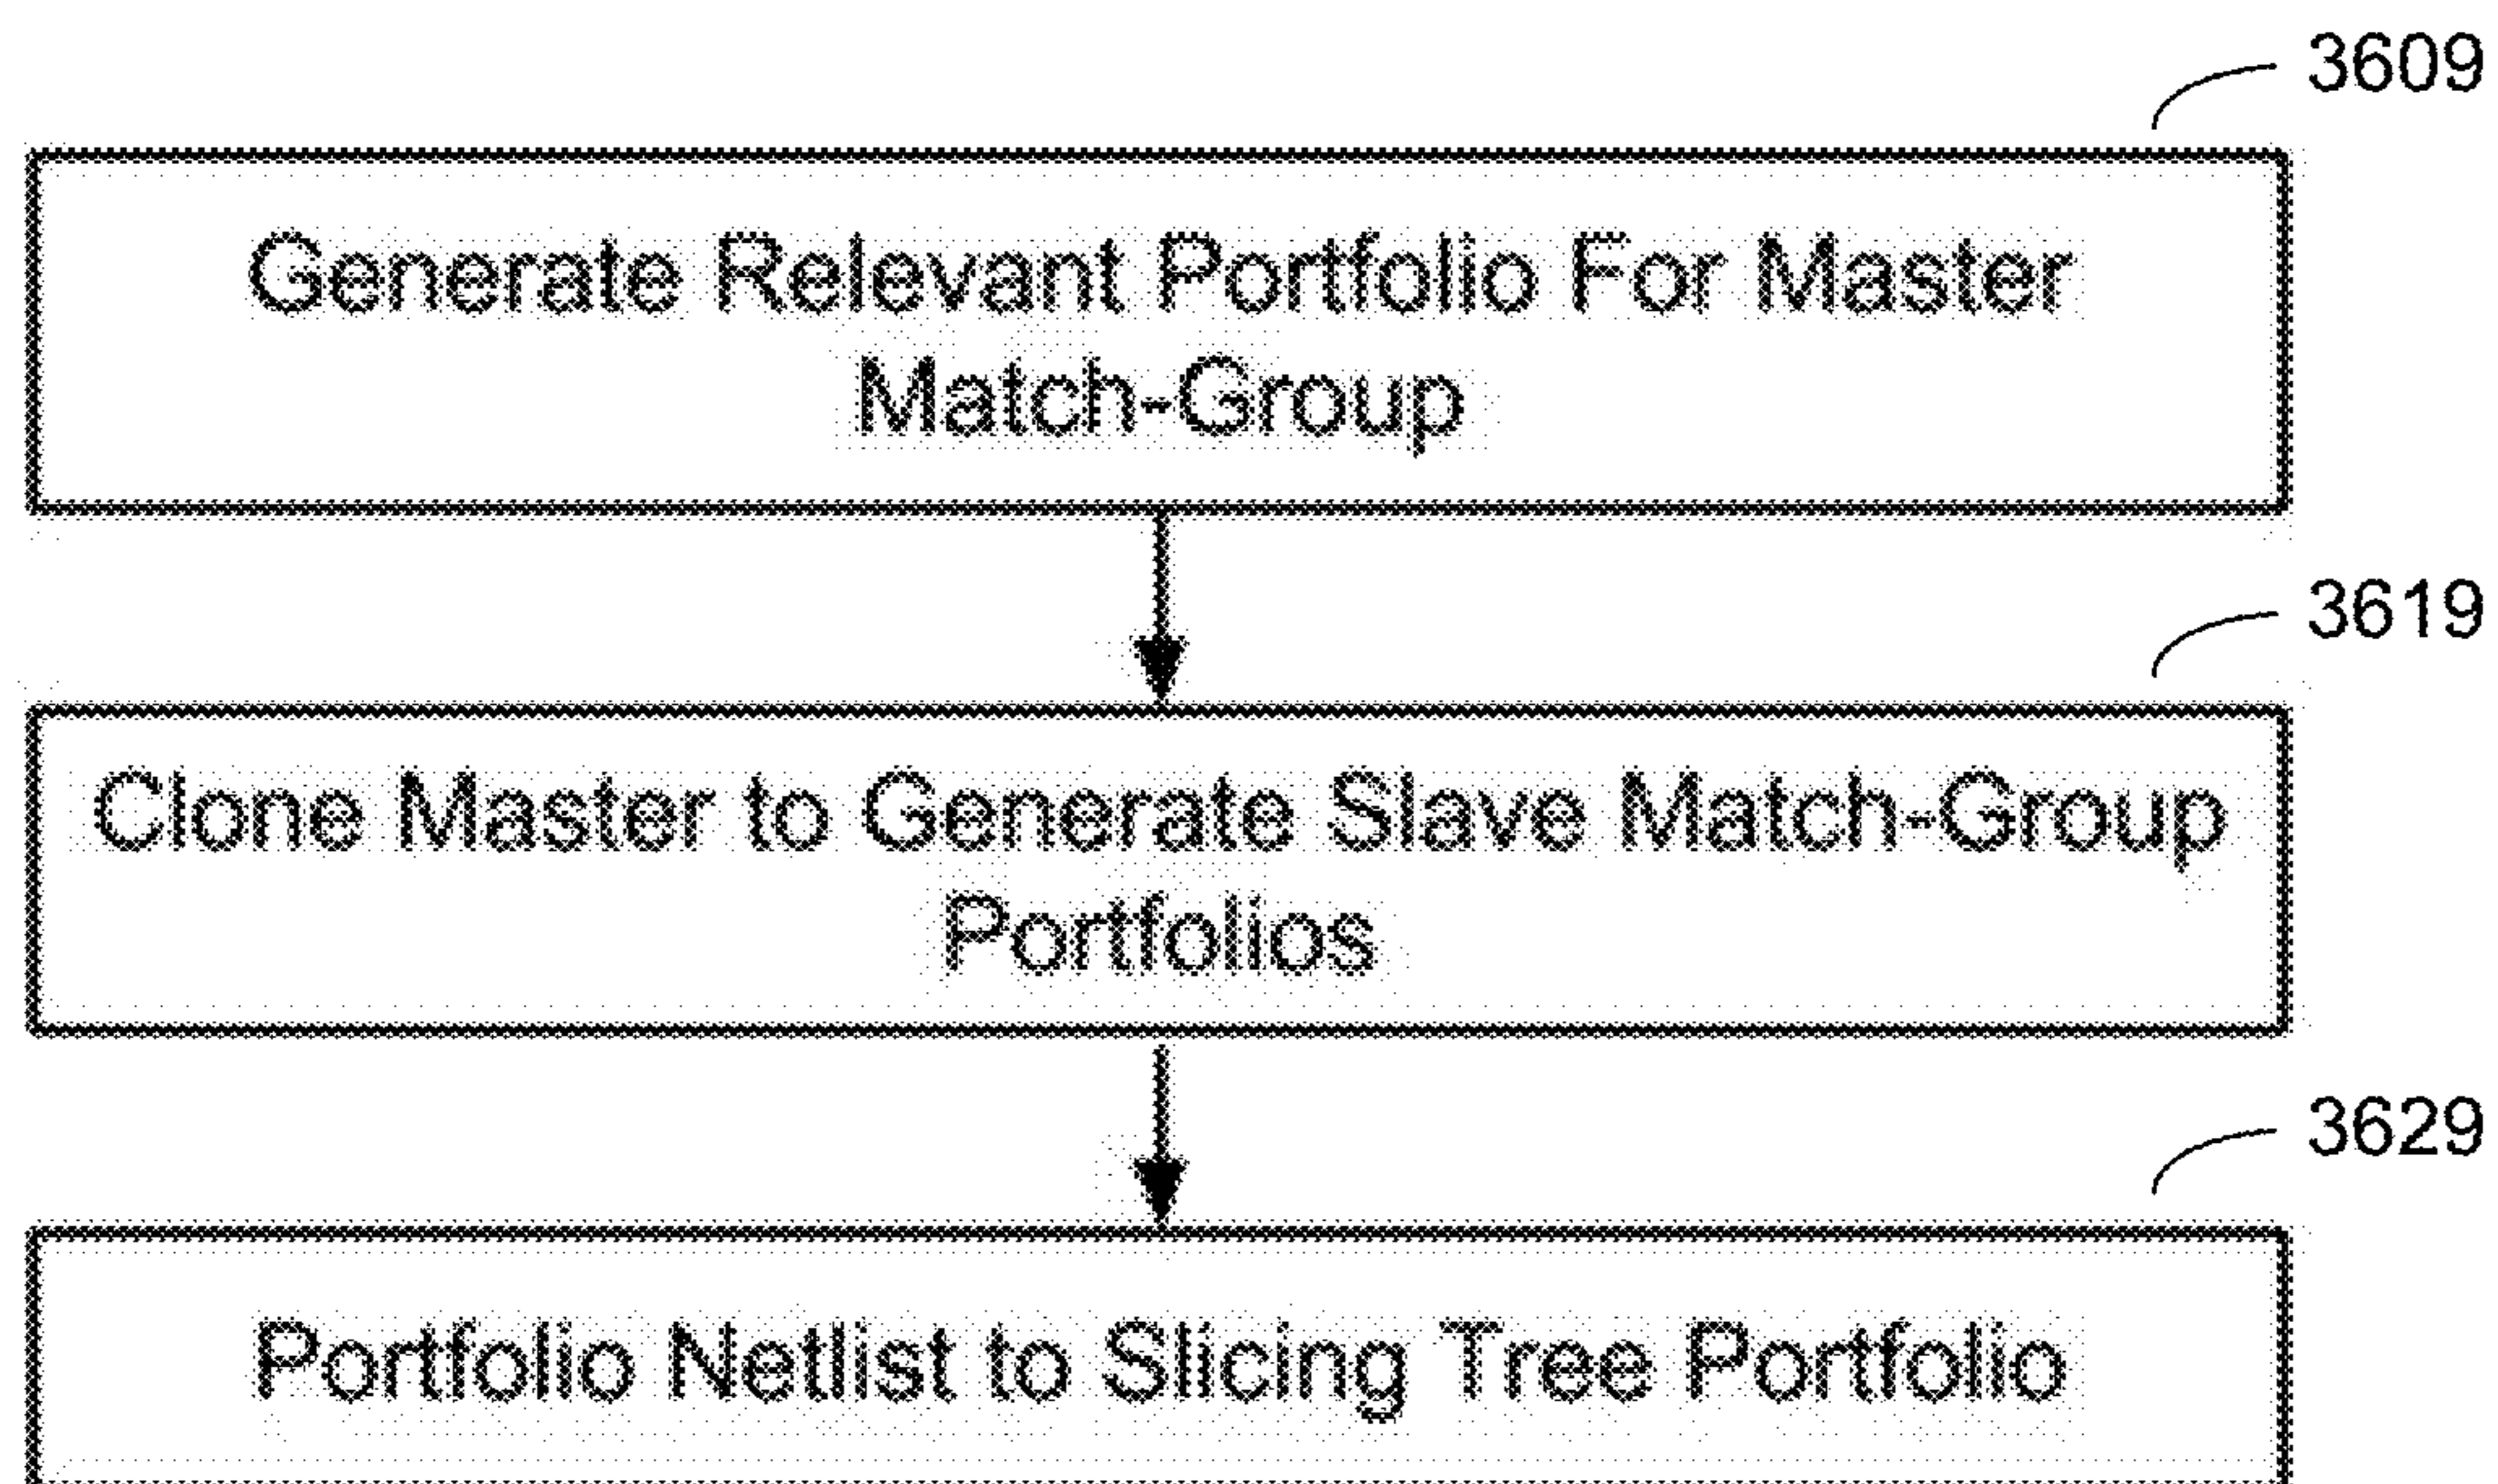 3609
Generate Relevant Portfolio For Master
Match-Group
3619
Clone Master to Generate Slave Match-Group
Portfolios
3629
Portfolio Netlist to Slicing Tree Portfolio